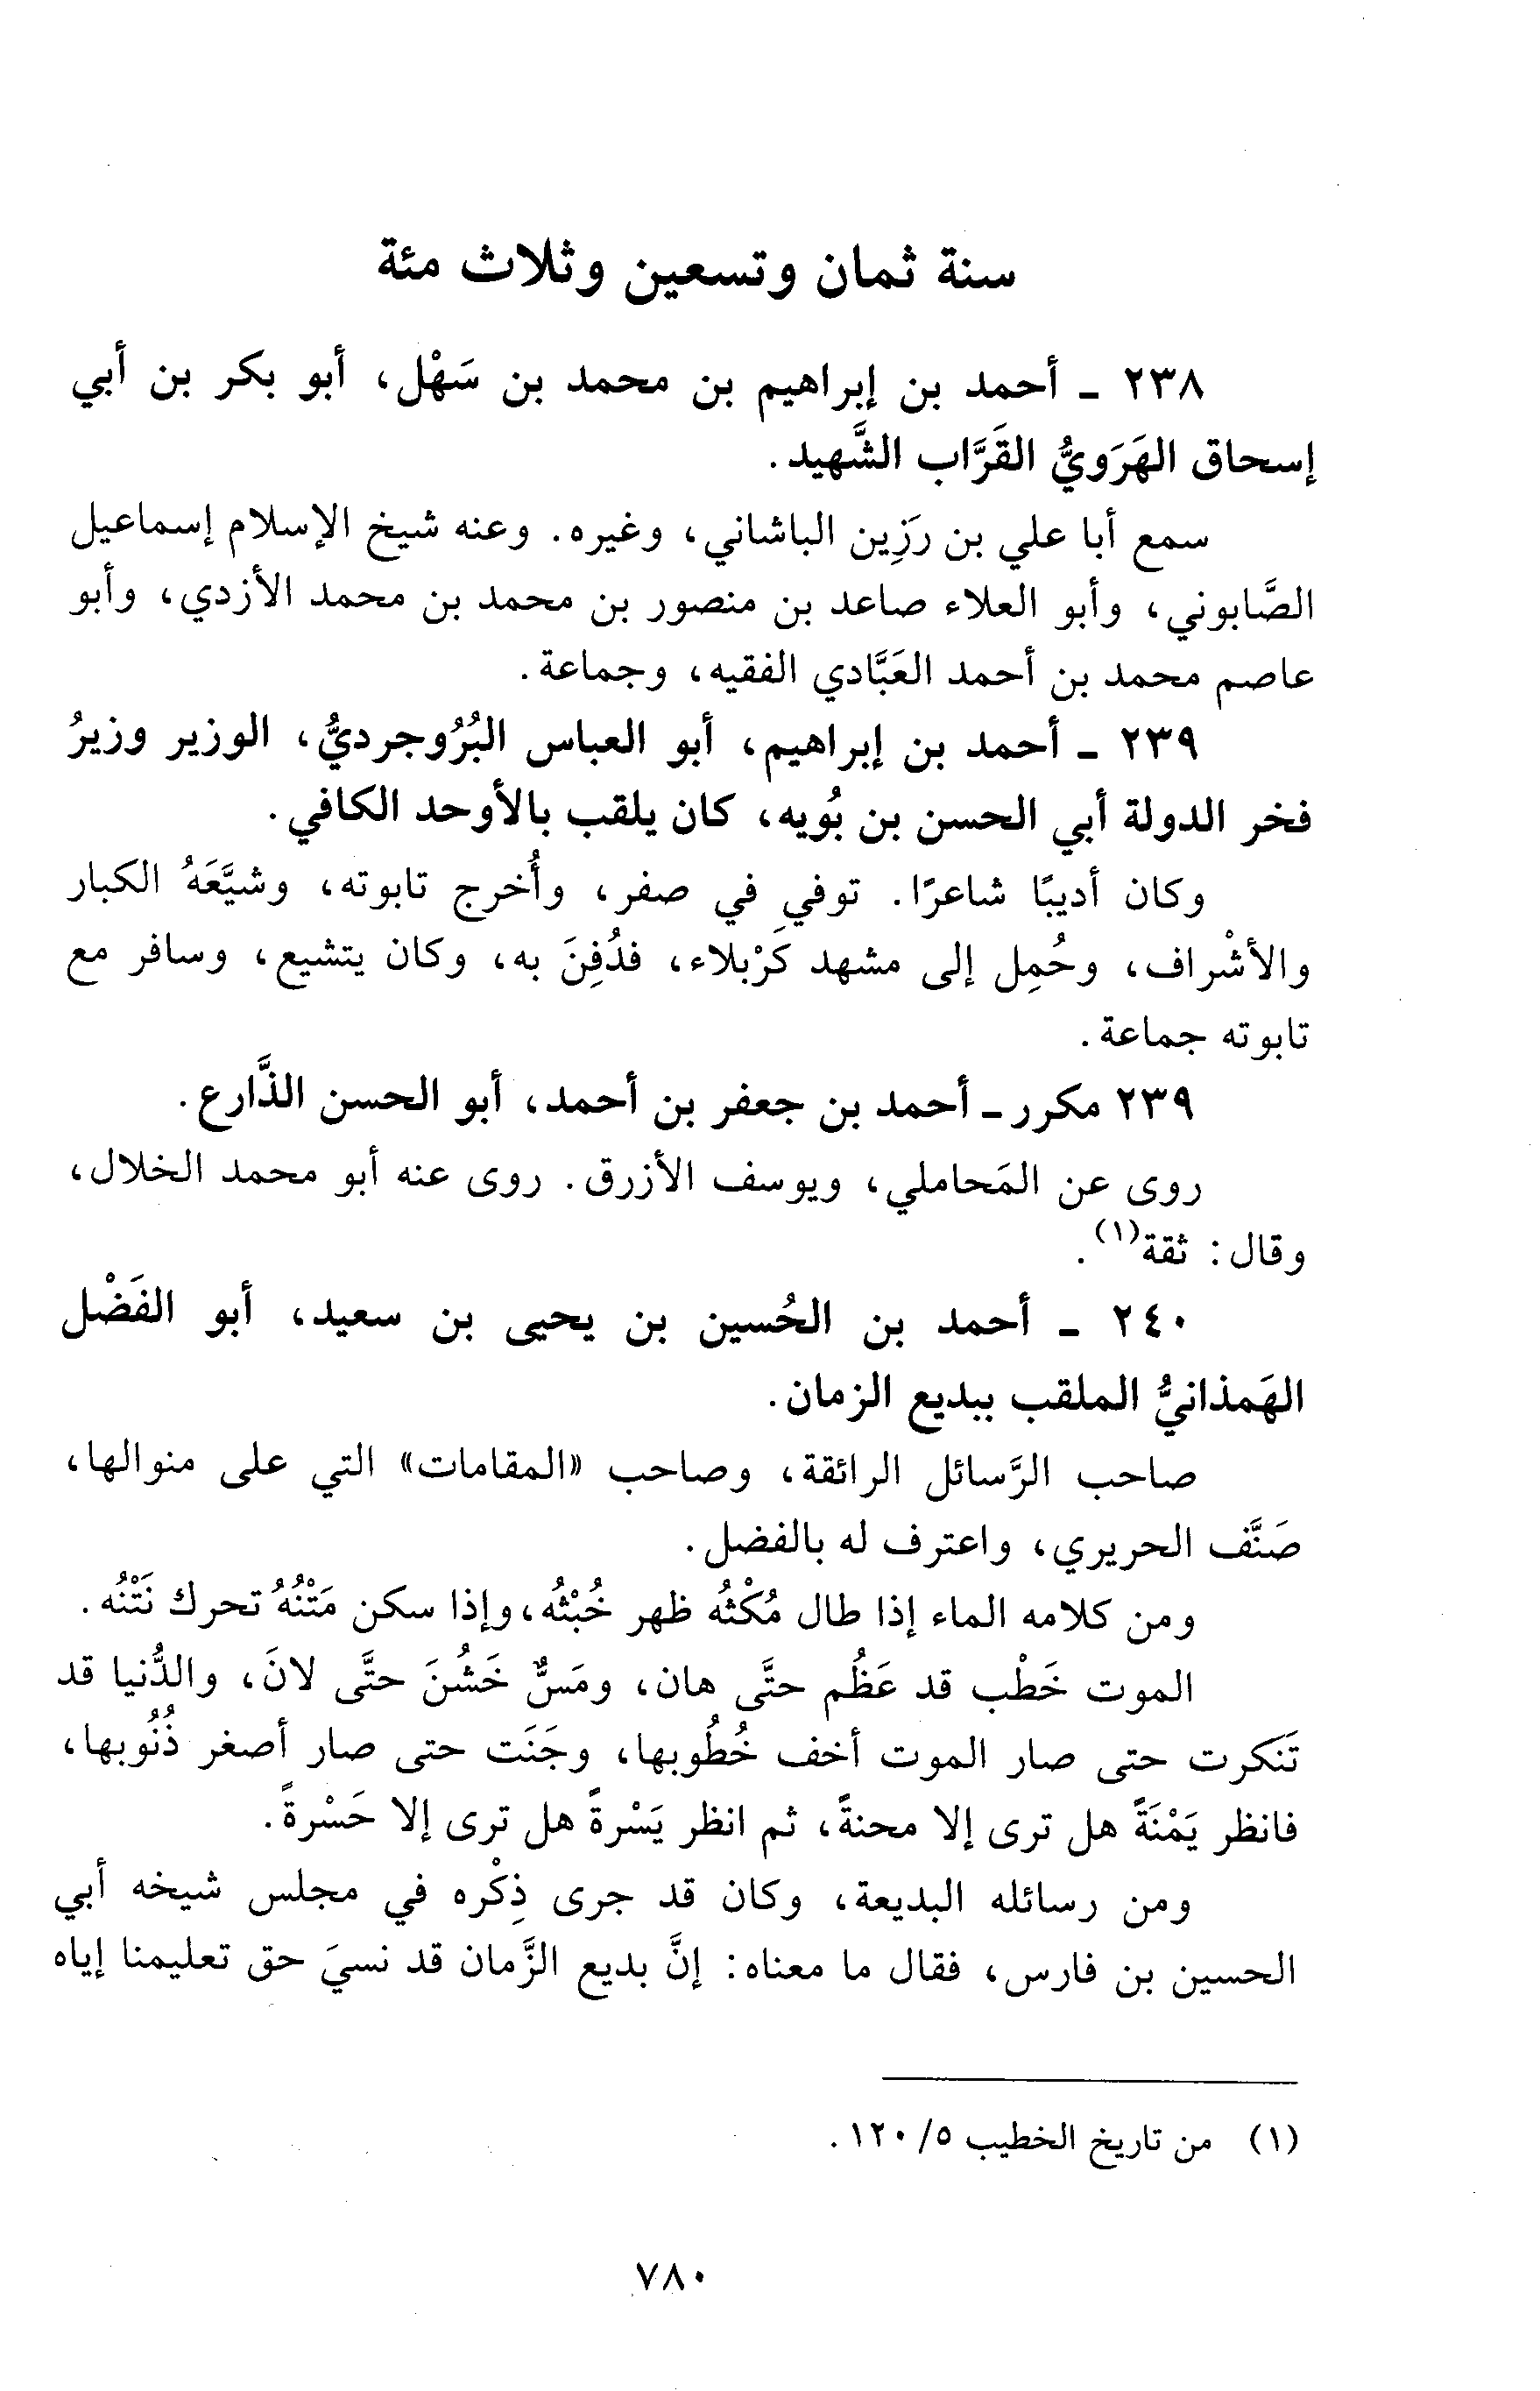 سنة ثمان وتسعين وثلاث مئة
٢٣٨ ـ أحمد بن إبراهيم بن محمد بن سَهْل، أبو بكر بن أبي
إسحاق الهَرَويُّ القَرَّاب الشَّهيد.
سمع أبا علي بن رَزِين الباشاني، وغيره. وعنه شيخ الإسلام إسماعيل
الصَّابوني، وأبو العلاء صاعد بن منصور بن محمد بن محمد الأزدي، وأبو
عاصم محمد بن أحمد العَبَّادي الفقيه، وجماعة.
٢٣٩ ـ أحمد بن إبراهيم، أبو العباس البُرُوجرديُّ، الوزير وزيرُ
فخر الدولة أبي الحسن بن بُويه، كان يلقب بالأوحد الكافي.
وكان أديبًا شاعرًا. توفي في صفر، وأُخرج تابوته، وشيَّعَهُ الكبار
والأشْراف، وحُمِل إلى مشهد كَرْبلاء، فدُفِنَ به، وكان يتشيع، وسافر مع
تابوته جماعة.
٢٣٩ مكرر ـ أحمد بن جعفر بن أحمد، أبو الحسن الذَّارع.
روى عن المَحاملي، ويوسف الأزرق. روى عنه أبو محمد الخلال،
وقال: ثقة(١).
٢٤٠ ـ أحمد بن الحُسين بن يحيى بن سعيد، أبو الفَضْل
الهَمذانيُّ الملقب ببديع الزمان.
صاحب الرَّسائل الرائقة، وصاحب «المقامات» التي على منوالها،
صَنَّف الحريري، واعترف له بالفضل.
ومن كلامه الماء إذا طال مُكْثُه ظهر خُبْثُه، وإذا سكن مَتْنُهُ تحرك نَتْنُه.
الموت خَطْب قد عَظُم حتَّى هان، ومَسٌّ خَشُنَ حتَّى لانَ، والدُّنيا قد
تَنكرت حتى صار الموت أخف خُطُوبها، وجَنَت حتى صار أصغر ذُنُوبها،
فانظر يَمْنَةً هل ترى إلا محنةً، ثم انظر يَسْرةً هل ترى إلا حَسْرةً.
ومن رسائله البديعة، وكان قد جرى ذِكْره في مجلس شيخه أبي
الحسين بن فارس، فقال ما معناه: إنَّ بديع الزَّمان قد نسيَ حق تعليمنا إياه
(١) من تاريخ الخطيب ٥/ ١٢٠.
٧٨٠